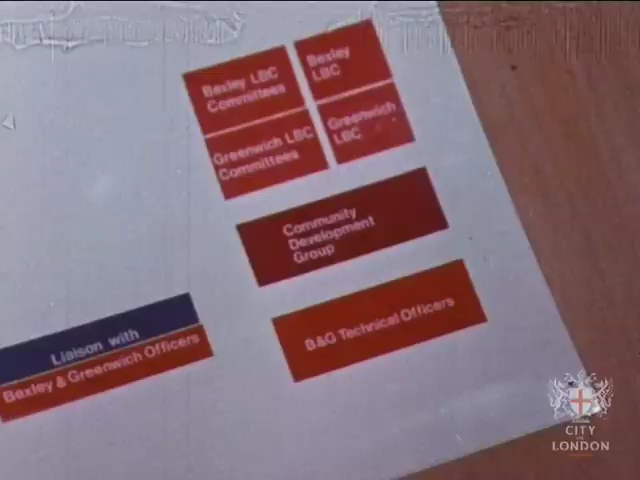 Bexley LBC
Committees
Bexley
LBC
Greenwich LBC
Committees
Greenwich
LBC
Community
Development
Group
B&G Technical Officers
Liaison with
Bexley & Greenwich Officers
CITY
OF
LONDON